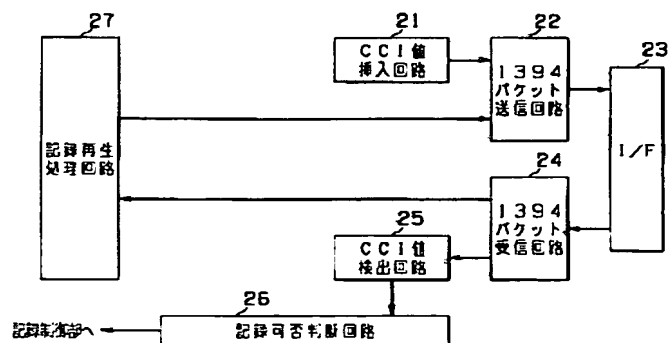 27
記録再生
処理回路
21
CCI値
挿入回路
22
1394
パケット
送信回路
23
I/F
24
1394
パケット
受信回路
25
CCI値
検出回路
26
記録可否判断回路
記録制御部へ